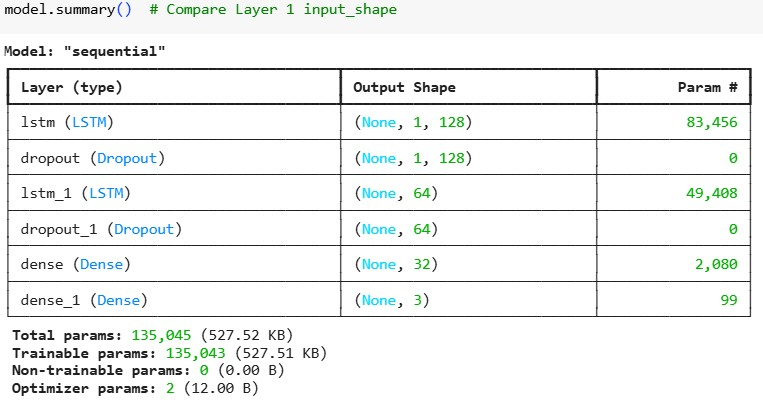 model.summary()  # Compare Layer 1 input_shape
Model: "sequential"
Layer (type) Output Shape Param #
lstm (LSTM) (None, 1, 128) 83,456
dropout (Dropout) (None, 1, 128) 0
lstm_1 (LSTM) (None, 64) 49,408
dropout_1 (Dropout) (None, 64) 0
dense (Dense) (None, 32) 2,080
dense_1 (Dense) (None, 3) 99
Total params: 135,045 (527.52 KB)
Trainable params: 135,043 (527.51 KB)
Non-trainable params: 0 (0.00 B)
Optimizer params: 2 (12.00 B)